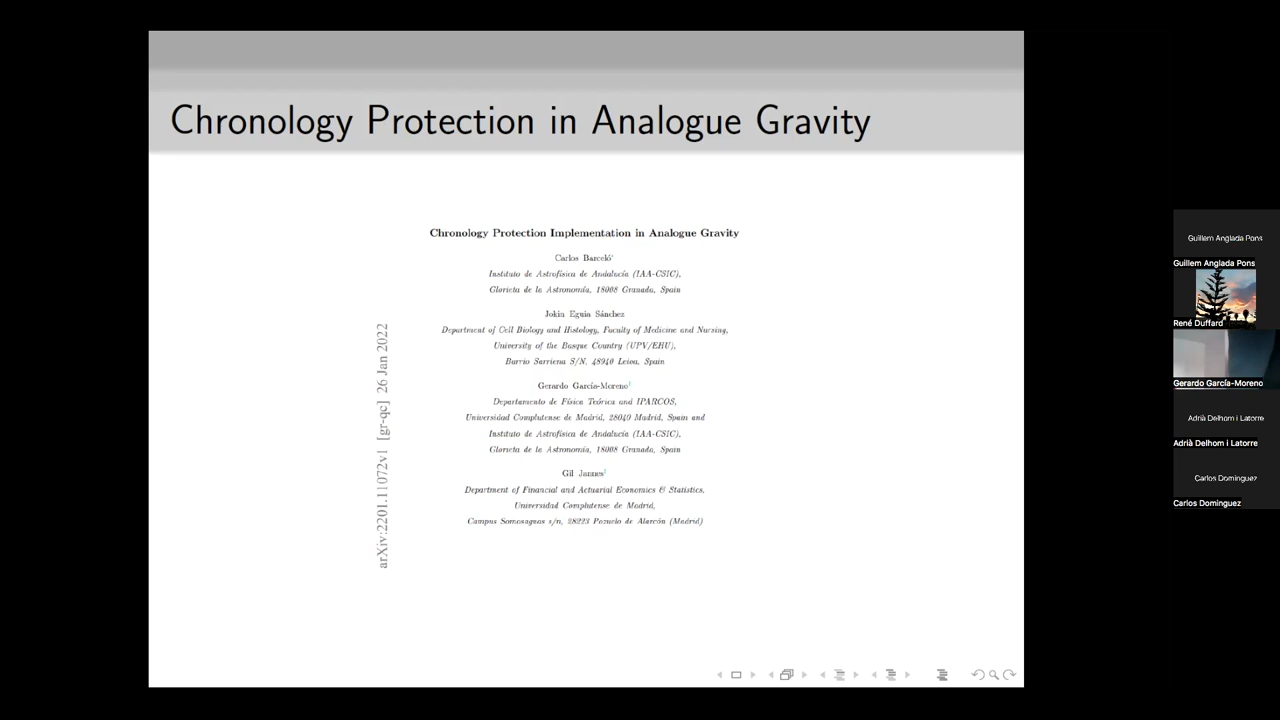 Chronology Protection in Analogue Gravity
Chronology Protection Implementation in Analogue Gravity
Carlos Barceló*
Instituto de Astrofísica de Andalucía (IAA-CSIC),
Glorieta de la Astronomía, 18008 Granada, Spain
Jokin Eguia Sánchez
Department of Cell Biology and Histology, Faculty of Medicine and Nursing,
University of the Basque Country (UPV/EHU),
Barrio Sarriena S/N, 48940 Leioa, Spain
Gerardo García-Moreno†
Departamento de Física Teórica and IPARCOS,
Universidad Complutense de Madrid, 28040 Madrid, Spain and
Instituto de Astrofísica de Andalucía (IAA-CSIC),
Glorieta de la Astronomía, 18008 Granada, Spain
Gil Jannes‡
Department of Financial and Actuarial Economics & Statistics,
Universidad Complutense de Madrid,
Campus Somosaguas s/n, 28223 Pozuelo de Alarcón (Madrid)
arXiv:2201.11072v1 [gr-qc] 26 Jan 2022
Guillem Anglada Pons
Guillem Anglada Pons
René Duffard
Gerardo García-Moreno
Adrià Delhom i Latorre
Adrià Delhom i Latorre
Carlos Dominguez
Carlos Dominguez